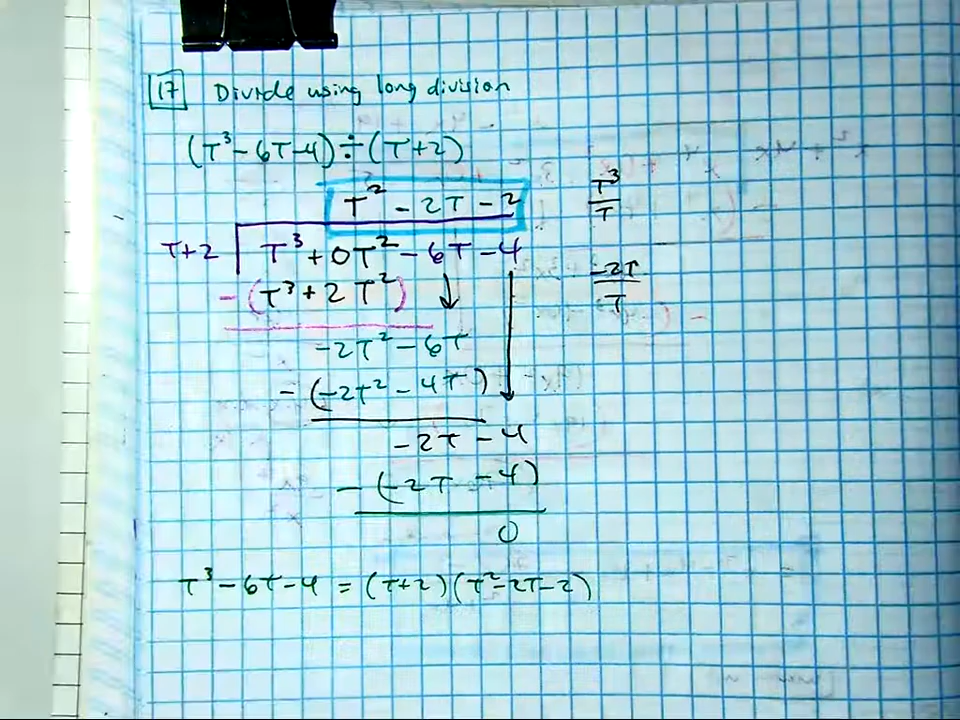 17 Divide using long division
(T³ - 6T - 4) ÷ (T + 2)
T² - 2T - 2
T³/T
T+2 T³ + 0T² - 6T - 4
-2T/T
- (T³ + 2T²)
-2T² - 6T
- (-2T² - 4T)
-2T - 4
- (-2T - 4)
0
T³ - 6T - 4 = (T+2)(T² - 2T - 2)